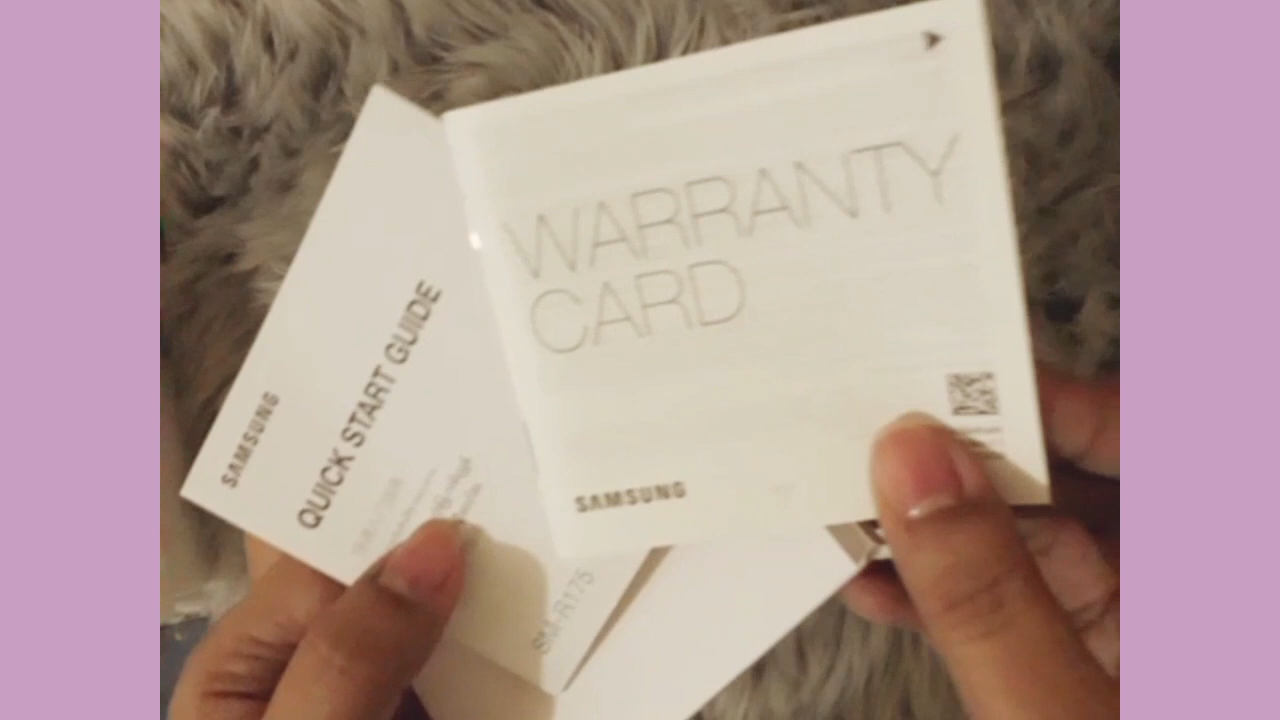 SAMSUNG
QUICK START GUIDE
SM-R175
WARRANTY
CARD
SAMSUNG